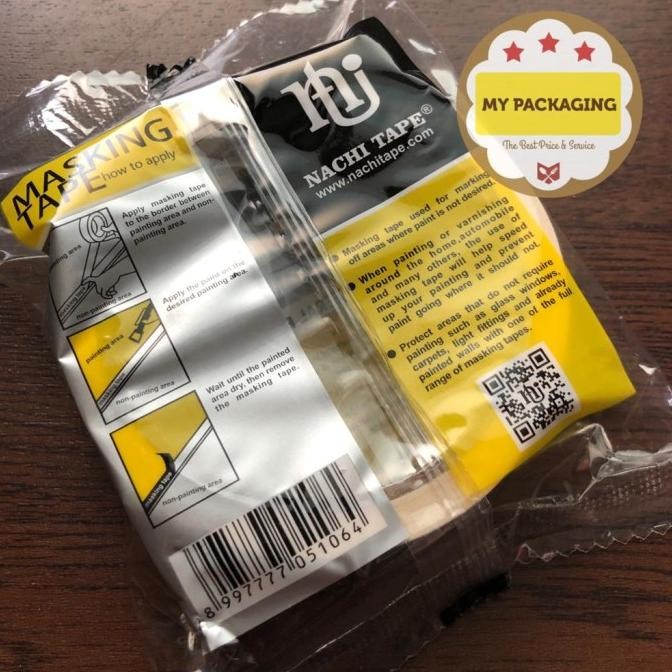 MY PACKAGING
The Best Price & Service
nachi
NACHI TAPE®
www.nachitape.com
Masking tape used for marking
off areas where paint is not desired.
When painting or varnishing
around the home, automobile
and many others, the use of
masking tape will help speed
up your painting and prevent
paint going where it should not.
Protect areas that do not require
painting such as glass windows,
carpets, light fittings and already
painted walls with one of the full
range of masking tapes.
MASKING
TAPE how to apply
Apply masking tape
to the border between
painting area and non-
painting area.
painting area
masking tape
non-painting area
Apply the paint on the
desired painting area.
painting area
non-painting area
Wait until the painted
area dry, then remove
the masking tape.
masking tape
non-painting area
8 997777 051064